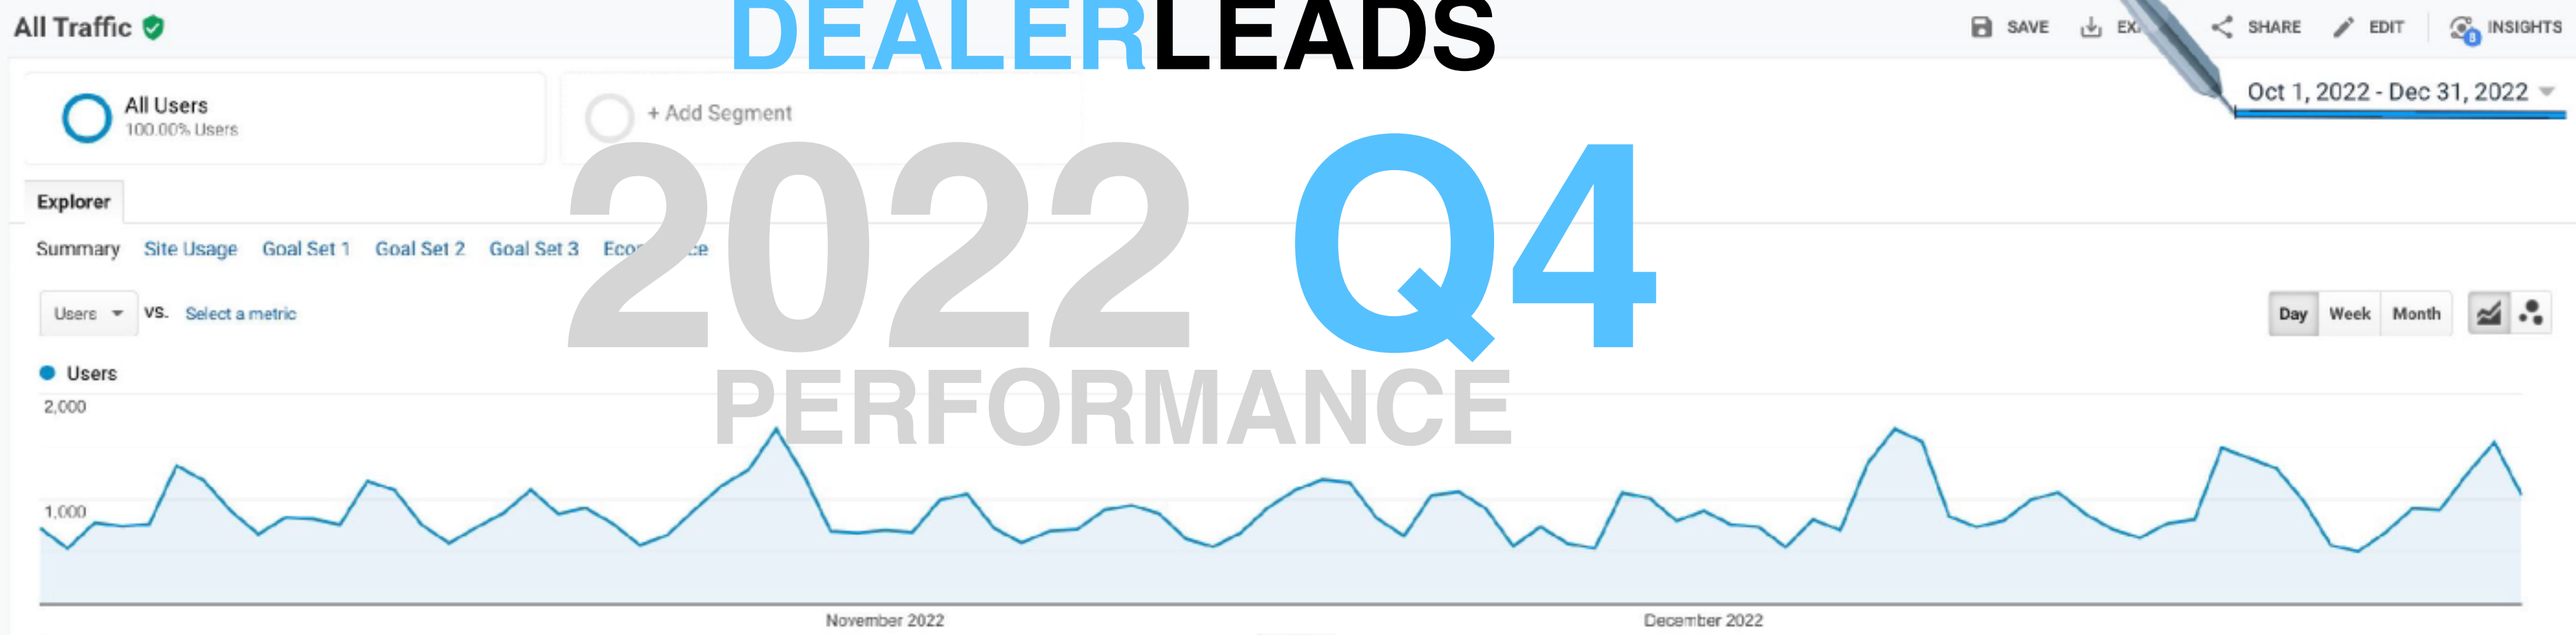 DEALERLEADS
All Traffic
SAVE
SHARE
EDIT
8
INSIGHTS
All Users
100.00% Users
+ Add Segment
Oct 1, 2022 - Dec 31, 2022
2022 Q4
Explorer
Summary Site Usage Goal Set 1 Goal Set 2 Goal Set 3
Users VS. Select a metric
Day Week Month
PERFORMANCE
Users
2,000
1,000
November 2022 December 2022